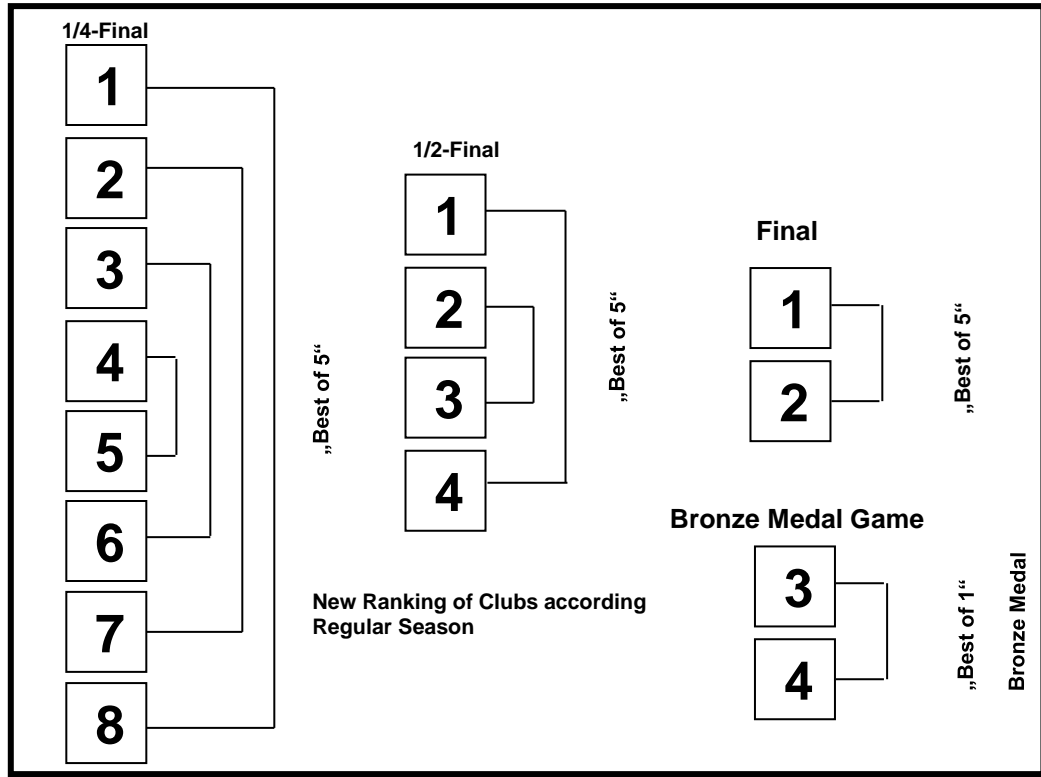 1/4-Final
1
2
3
4
5
6
7
8
„Best of 5“
1/2-Final
1
2
3
4
„Best of 5“
New Ranking of Clubs according
Regular Season
Final
1
2
„Best of 5“
Bronze Medal Game
3
4
„Best of 1“
Bronze Medal